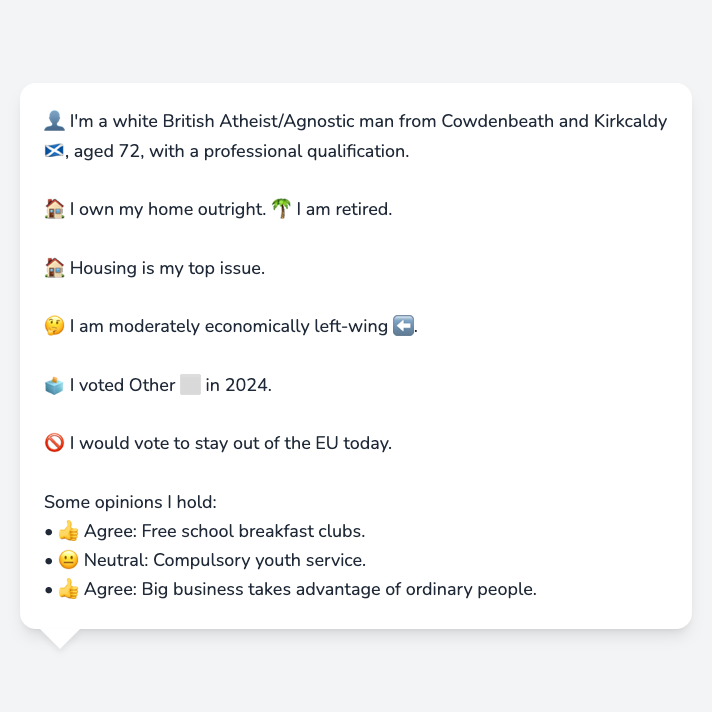 👤 I'm a white British Atheist/Agnostic man from Cowdenbeath and Kirkcaldy
🏴󠁧󠁢󠁳󠁣󠁴󠁿, aged 72, with a professional qualification.
🏠 I own my home outright. 🌴 I am retired.
🏠 Housing is my top issue.
🤔 I am moderately economically left-wing ⬅️.
🗳️ I voted Other ⬜ in 2024.
🚫 I would vote to stay out of the EU today.
Some opinions I hold:
• 👍 Agree: Free school breakfast clubs.
• 😐 Neutral: Compulsory youth service.
• 👍 Agree: Big business takes advantage of ordinary people.